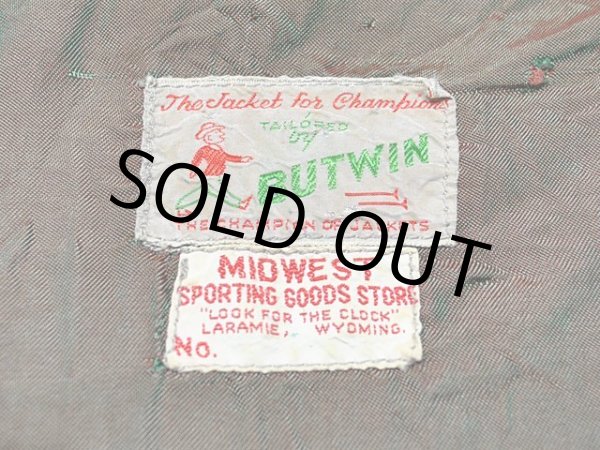 The Jacket for Champions
TAILORED
by
BUTWIN
SOLD OUT
THE CHAMPION OF JACKETS
MIDWEST
SPORTING GOODS STORE
"LOOK FOR THE CLOCK"
LARAMIE, WYOMING.
No.